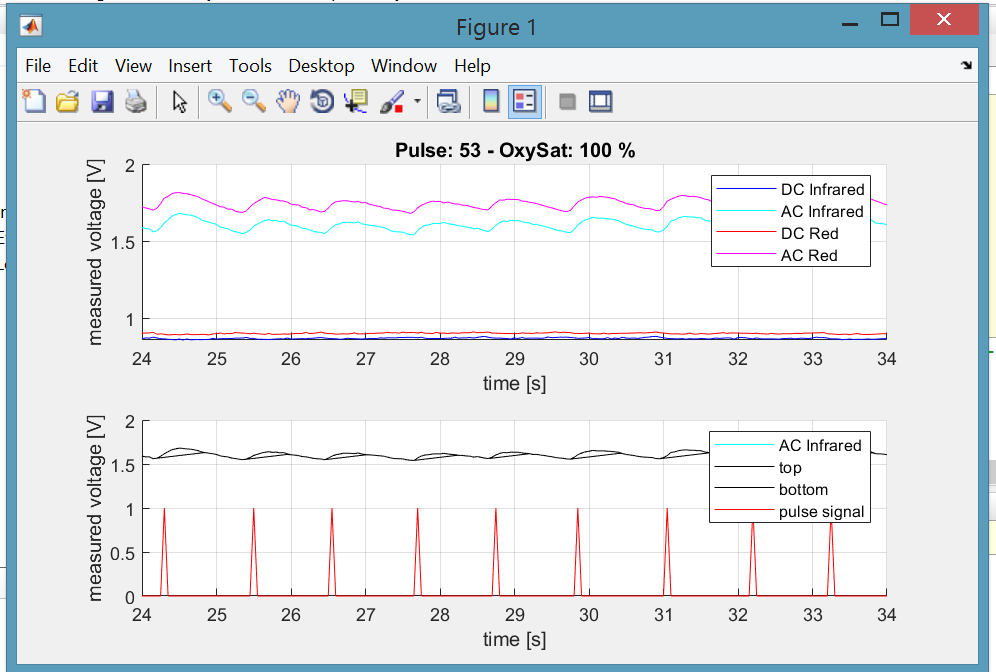 Figure 1
File Edit View Insert Tools Desktop Window Help
Pulse: 53 - OxySat: 100 %
measured voltage [V]
2
1.5
1
DC Infrared
AC Infrared
DC Red
AC Red
24 25 26 27 28 29 30 31 32 33 34
time [s]
measured voltage [V]
2
1.5
1
0.5
0
AC Infrared
top
bottom
pulse signal
24 25 26 27 28 29 30 31 32 33 34
time [s]